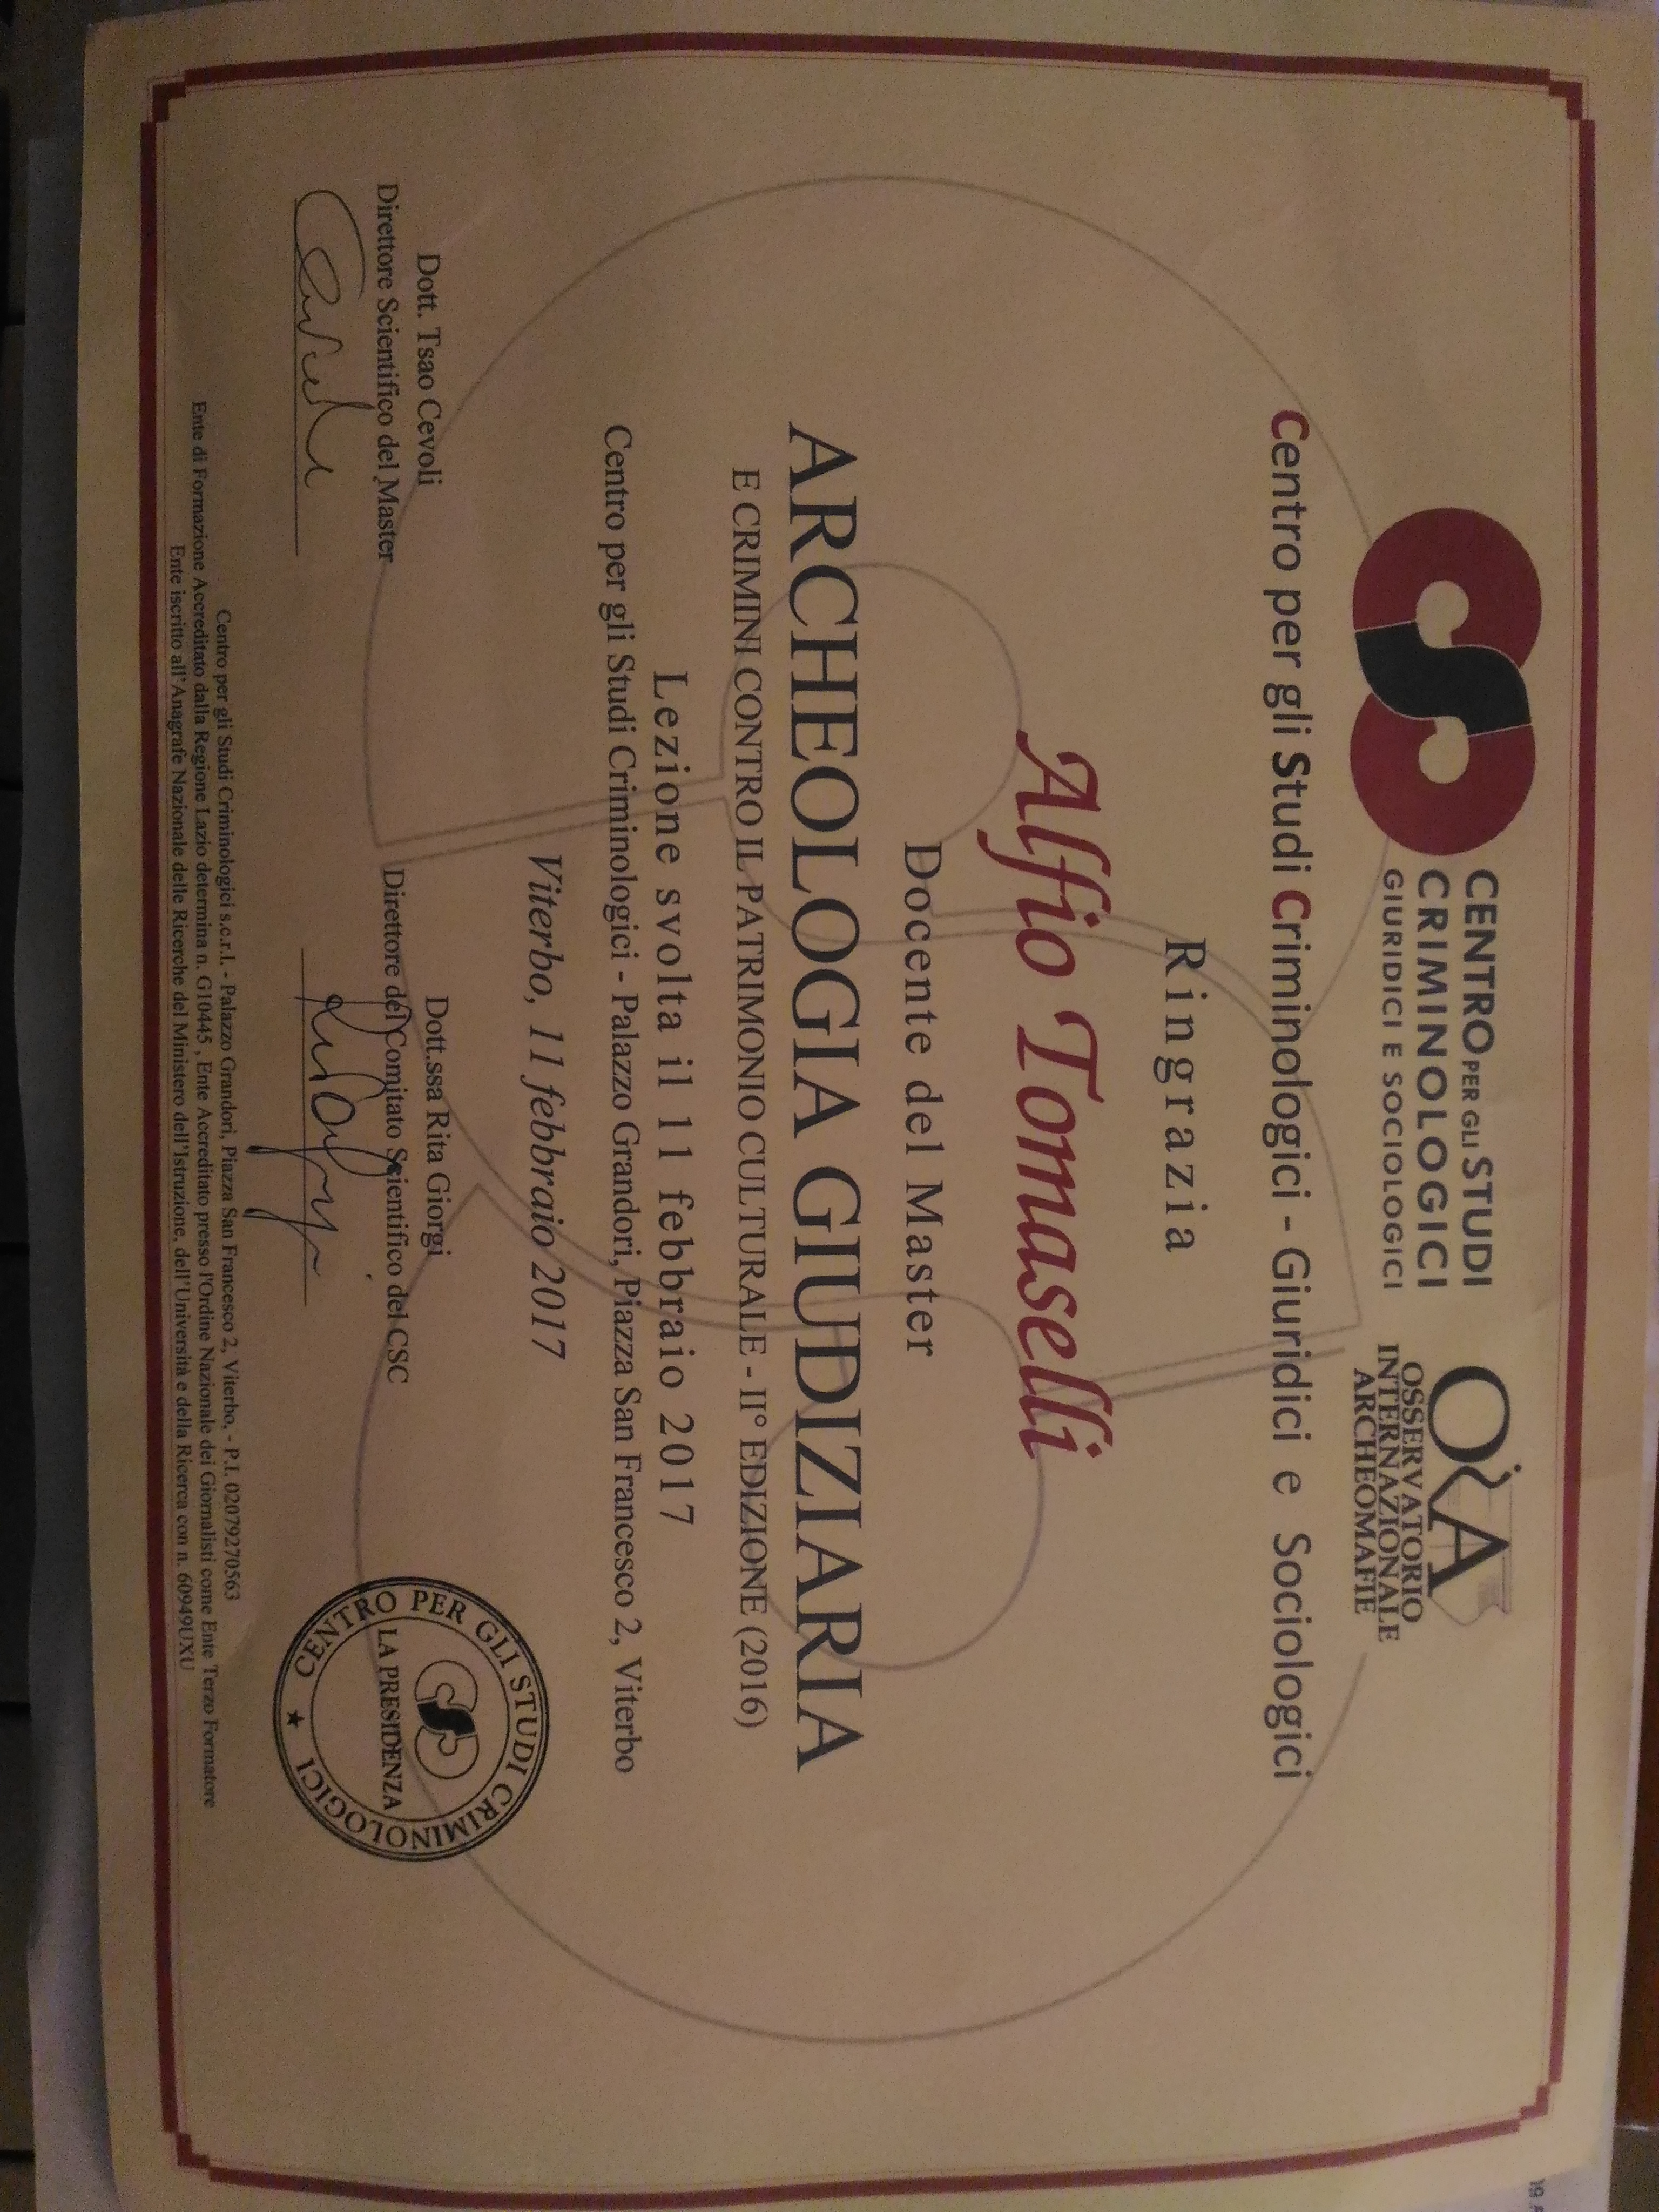 CENTRO PER GLI STUDI
CRIMINOLOGICI
GIURIDICI E SOCIOLOGICI
OIA
OSSERVATORIO
INTERNAZIONALE
ARCHEOMAFIE
Centro per gli Studi Criminologici - Giuridici e Sociologici
Ringrazia
Alfio Tomaselli
Docente del Master
ARCHEOLOGIA GIUDIZIARIA
E CRIMINI CONTRO IL PATRIMONIO CULTURALE - II° EDIZIONE (2016)
Lezione svolta il 11 febbraio 2017
Centro per gli Studi Criminologici - Palazzo Grandori, Piazza San Francesco 2, Viterbo
Viterbo, 11 febbraio 2017
Dott. Tsao Cevoli
Direttore Scientifico del Master
Dott.ssa Rita Giorgi
Direttore del Comitato Scientifico del CSC
CENTRO PER GLI STUDI CRIMINOLOGICI
LA PRESIDENZA
Centro per gli Studi Criminologici s.c.r.l. - Palazzo Grandori, Piazza San Francesco 2, Viterbo, - P.I. 02079270563
Ente di Formazione Accreditato dalla Regione Lazio determina n. G10445 , Ente Accreditato presso l'Ordine Nazionale dei Giornalisti come Ente Terzo Formatore
Ente iscritto all'Anagrafe Nazionale delle Ricerche del Ministero dell'Istruzione, dell'Università e della Ricerca con n. 60949UXU